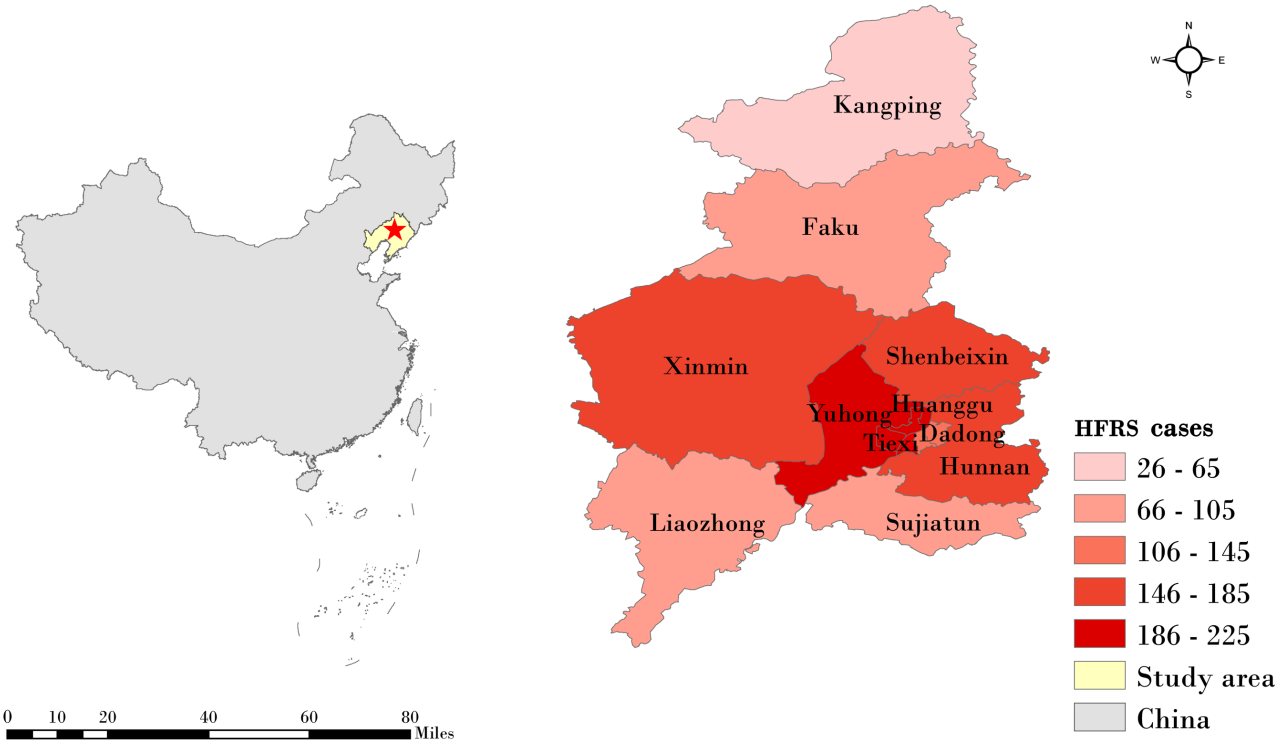 N
W E
S
Kangping
Faku
Xinmin
Shenbeixin
Huanggu
Yuhong
Dadong
Tiexi
Hunnan
Liaozhong
Sujiatun
HFRS cases
26 - 65
66 - 105
106 - 145
146 - 185
186 - 225
Study area
China
0 10 20 40 60 80
Miles